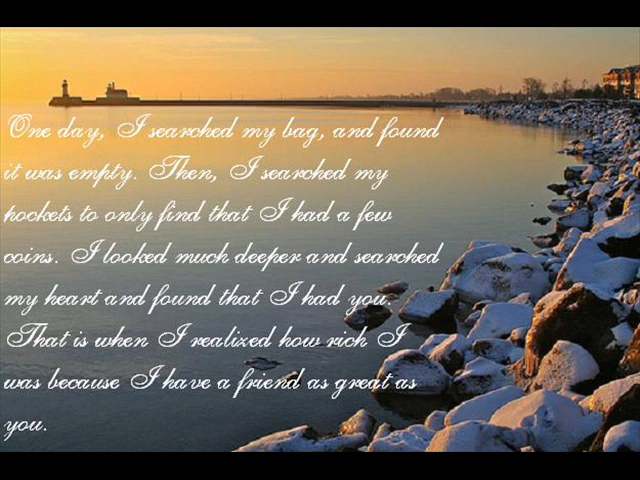 One day, I searched my bag, and found
it was empty. Then, I searched my
pockets to only find that I had a few
coins. I looked much deeper and searched
my heart and found that I had you.
That is when I realized how rich I
was because I have a friend as great as
you.